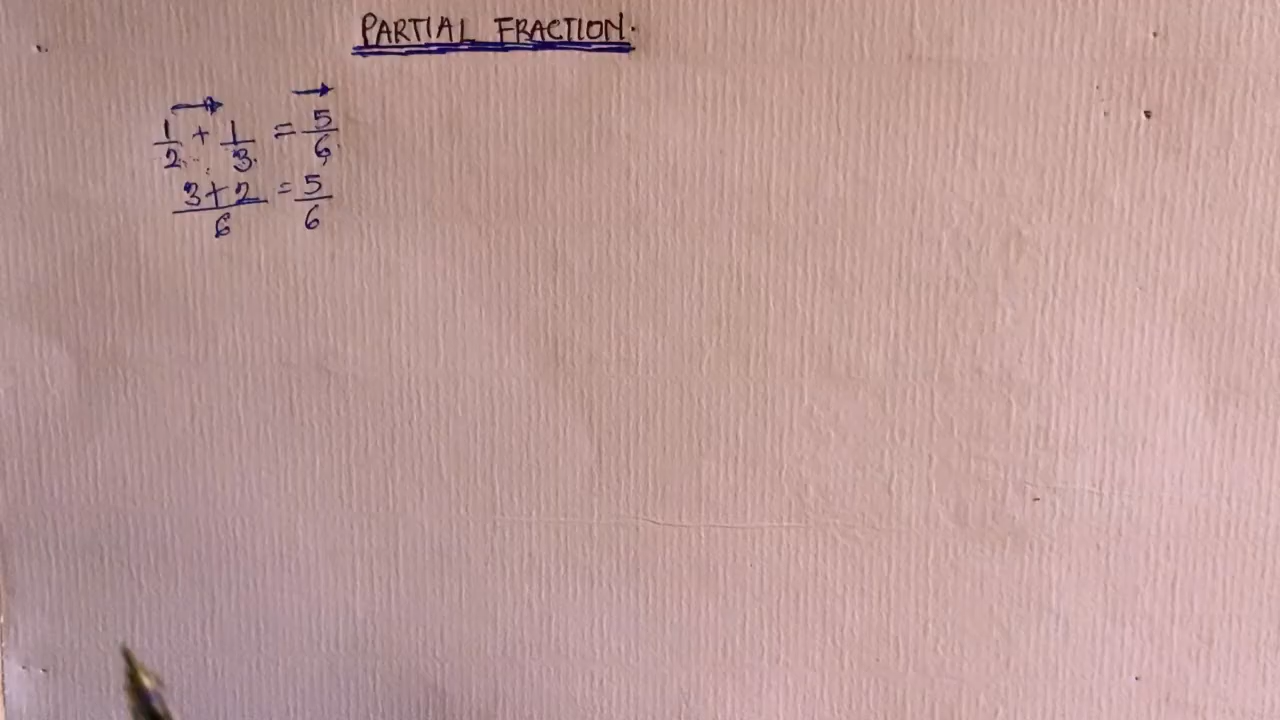 PARTIAL FRACTION.
1/2 + 1/3 = 5/6
3+2/6 = 5/6